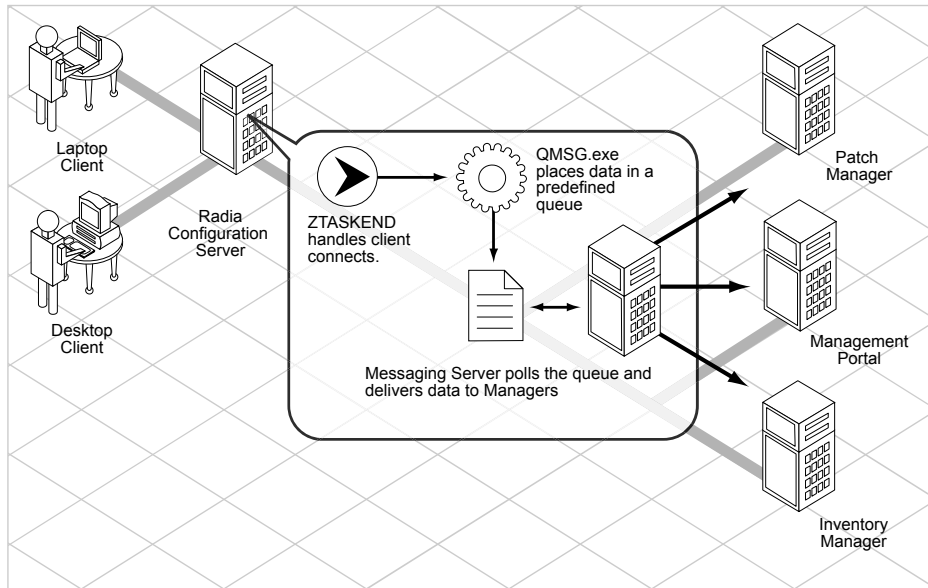 Laptop
Client
Radia
Configuration
Server
Desktop
Client
ZTASKEND
handles client
connects.
QMSG.exe
places data in a
predefined
queue
Messaging Server polls the queue and
delivers data to Managers
Patch
Manager
Management
Portal
Inventory
Manager